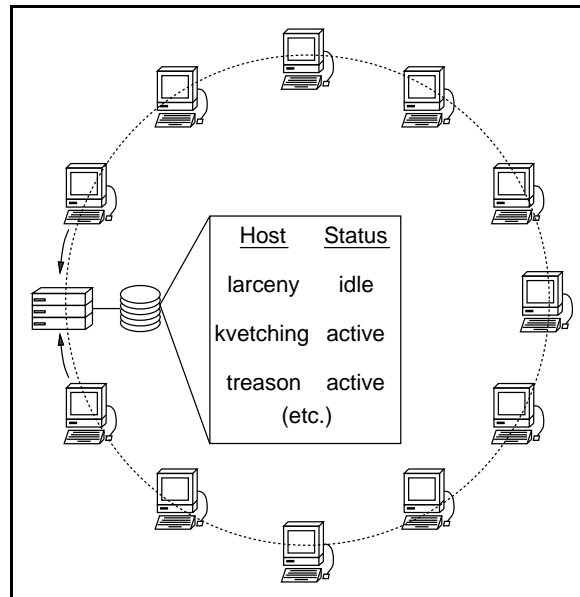 Host Status
larceny idle
kvetching active
treason active
(etc.)